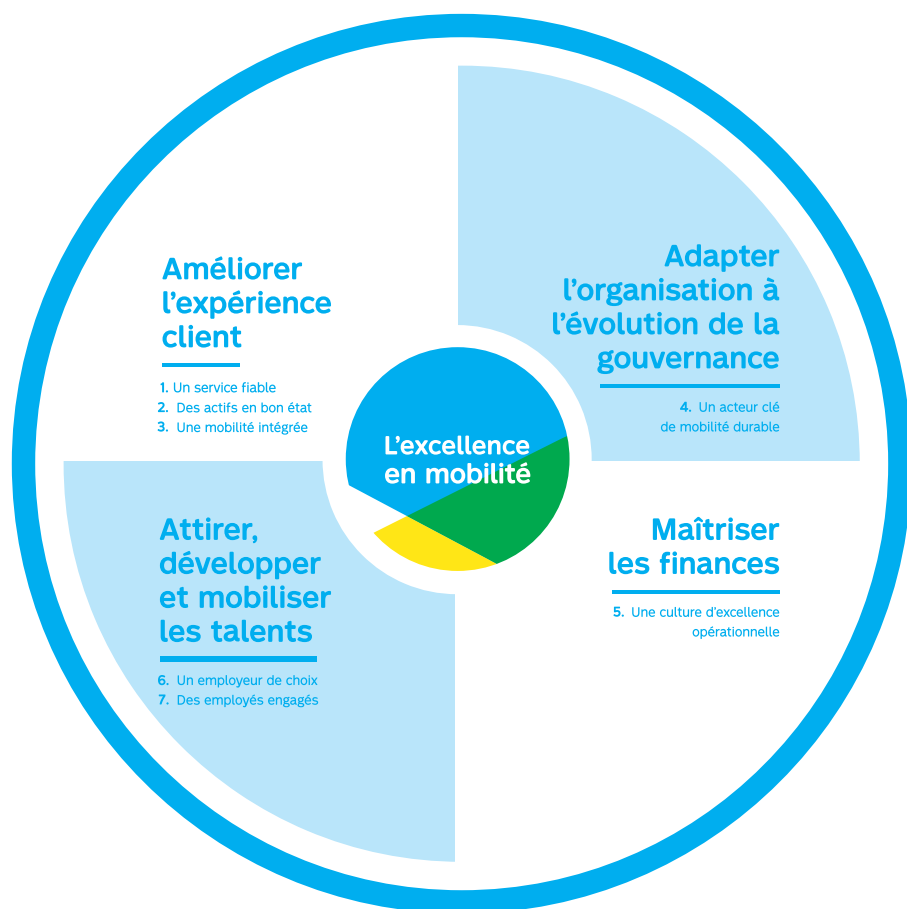 Améliorer
l’expérience
client
1. Un service fiable
2. Des actifs en bon état
3. Une mobilité intégrée
Adapter
l’organisation à
l’évolution de la
gouvernance
4. Un acteur clé
de mobilité durable
L’excellence
en mobilité
Attirer,
développer
et mobiliser
les talents
6. Un employeur de choix
7. Des employés engagés
Maîtriser
les finances
5. Une culture d’excellence
opérationnelle